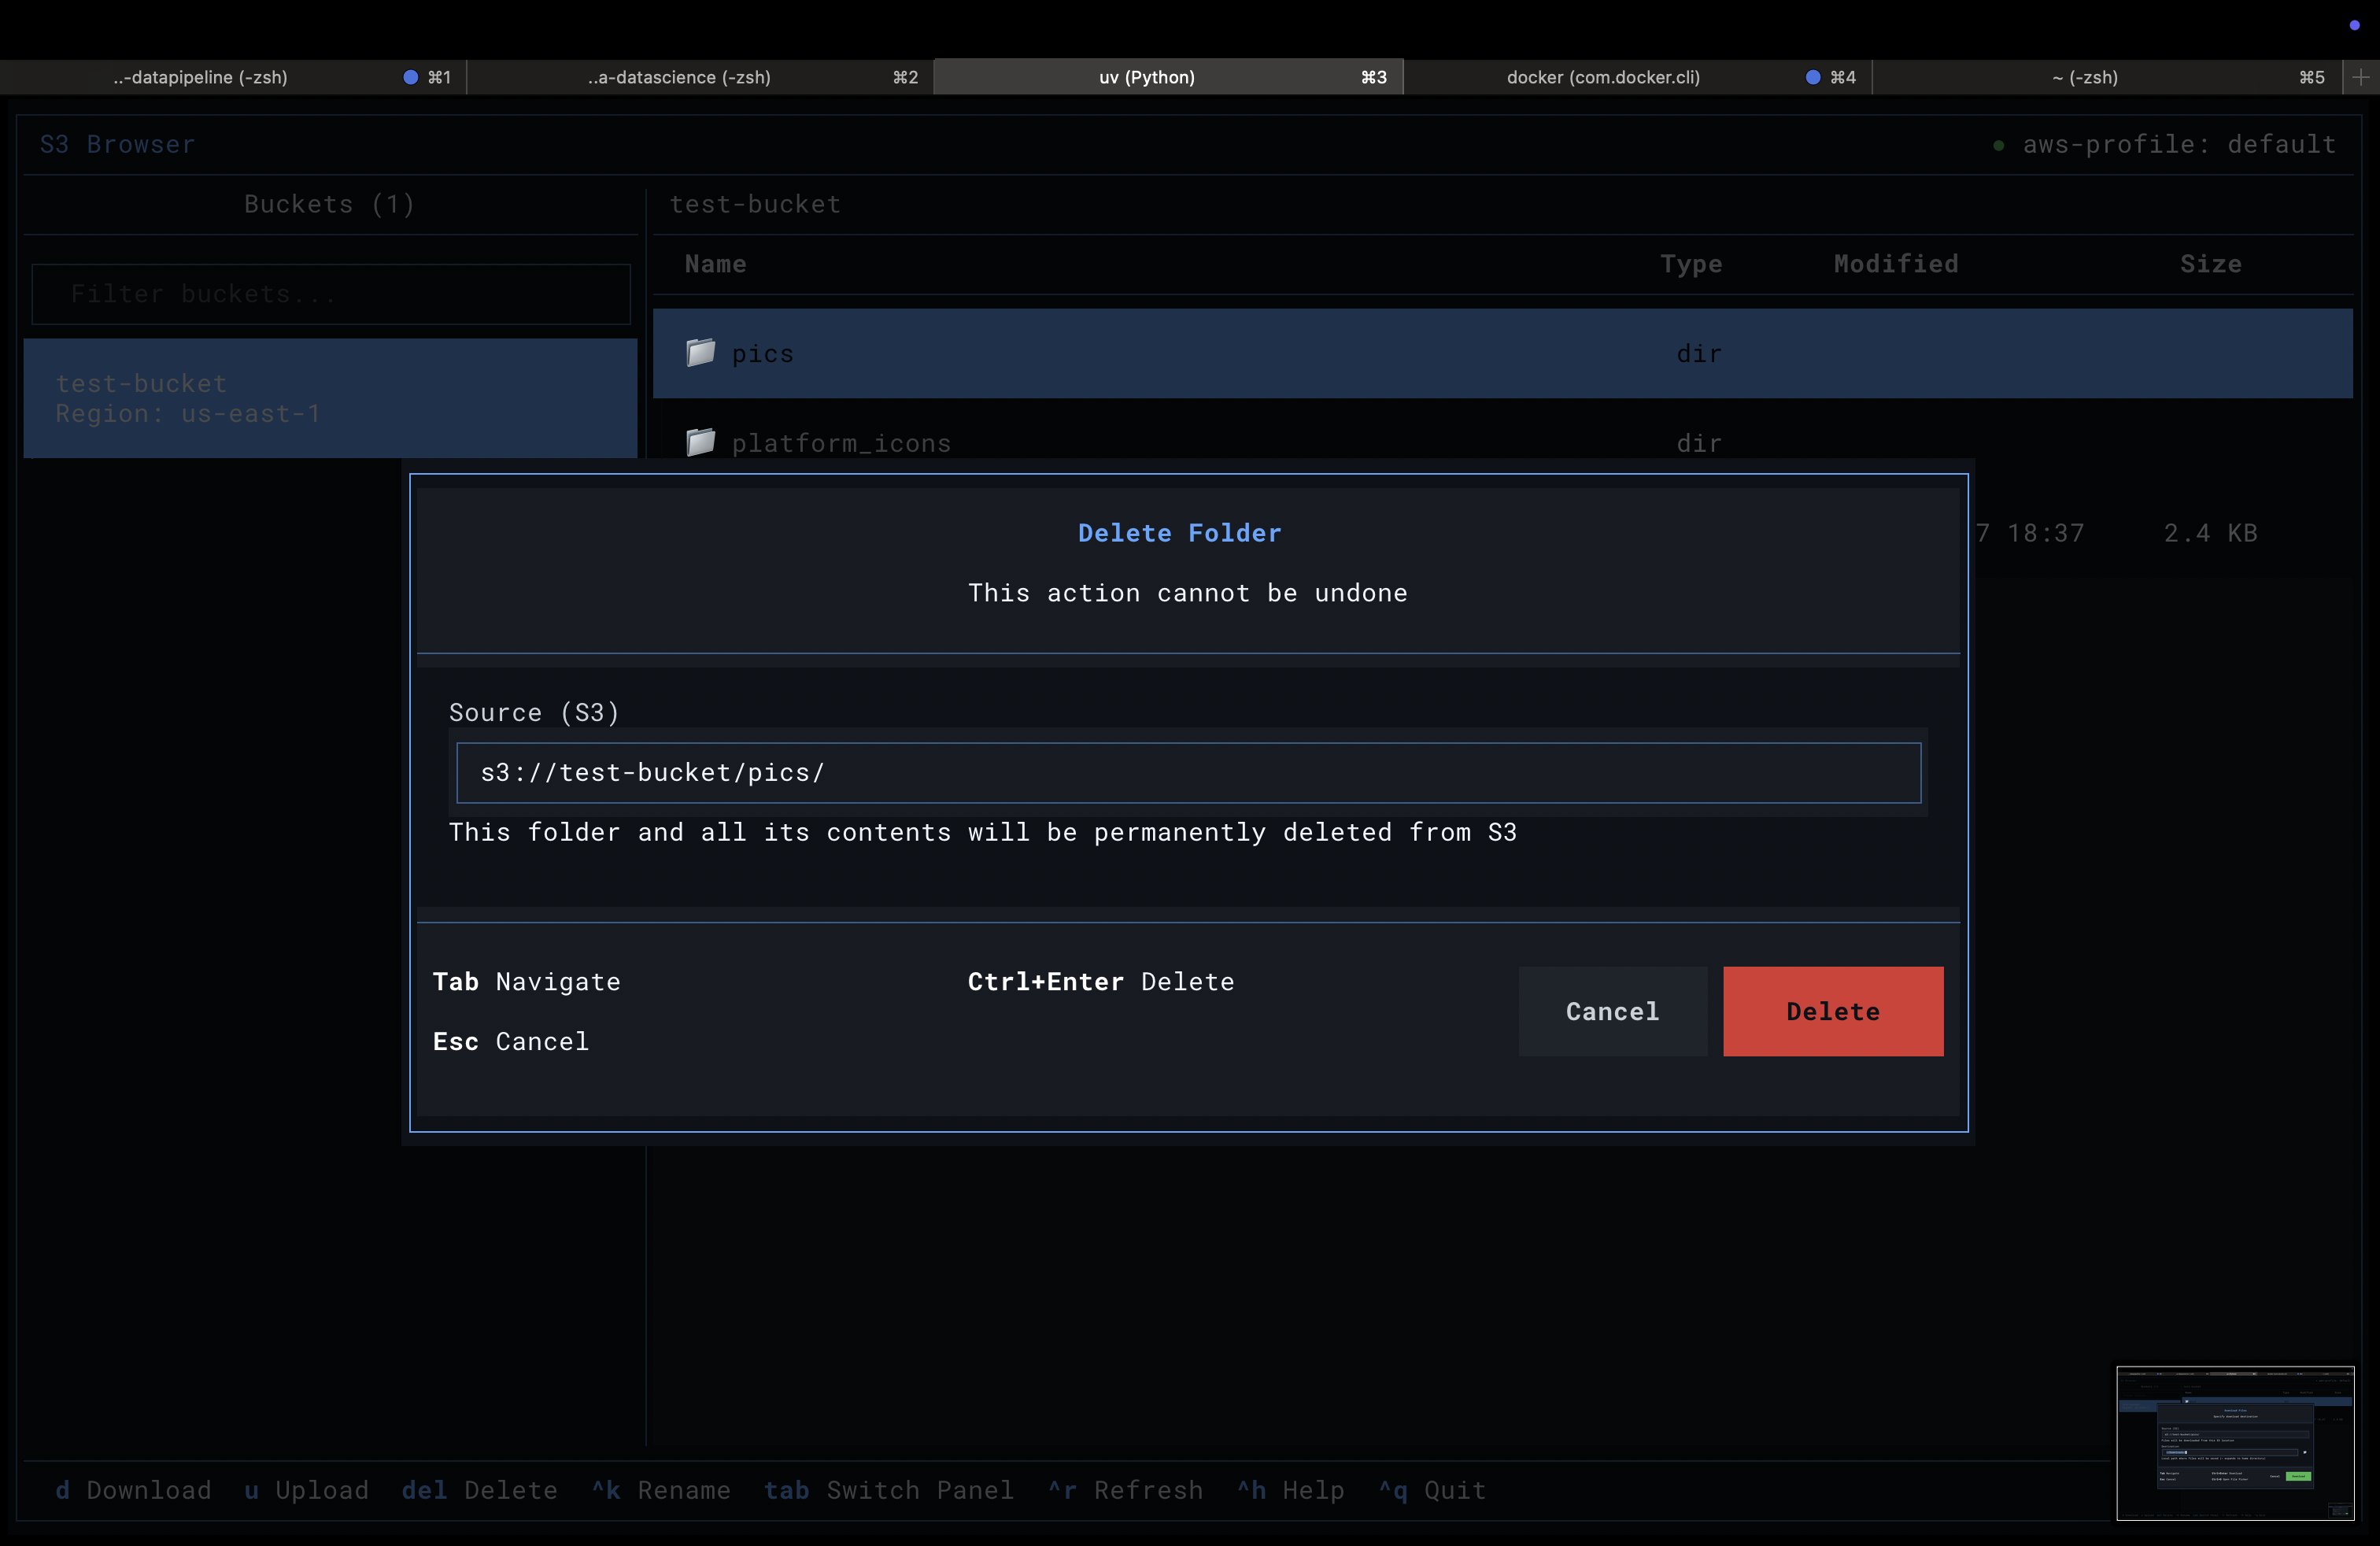 ..-datapipeline (-zsh) ⌘1 ..a-datascience (-zsh) ⌘2 uv (Python) ⌘3 docker (com.docker.cli) ⌘4 ~ (-zsh) ⌘5 +
S3 Browser aws-profile: default
Buckets (1) test-bucket
Name Type Modified Size
Filter buckets...
pics dir
test-bucket
Region: us-east-1
platform_icons dir
Delete Folder
7 18:37 2.4 KB
This action cannot be undone
Source (S3)
s3://test-bucket/pics/
This folder and all its contents will be permanently deleted from S3
Tab Navigate Ctrl+Enter Delete
Cancel Delete
Esc Cancel
d Download u Upload del Delete ^k Rename tab Switch Panel ^r Refresh ^h Help ^q Quit